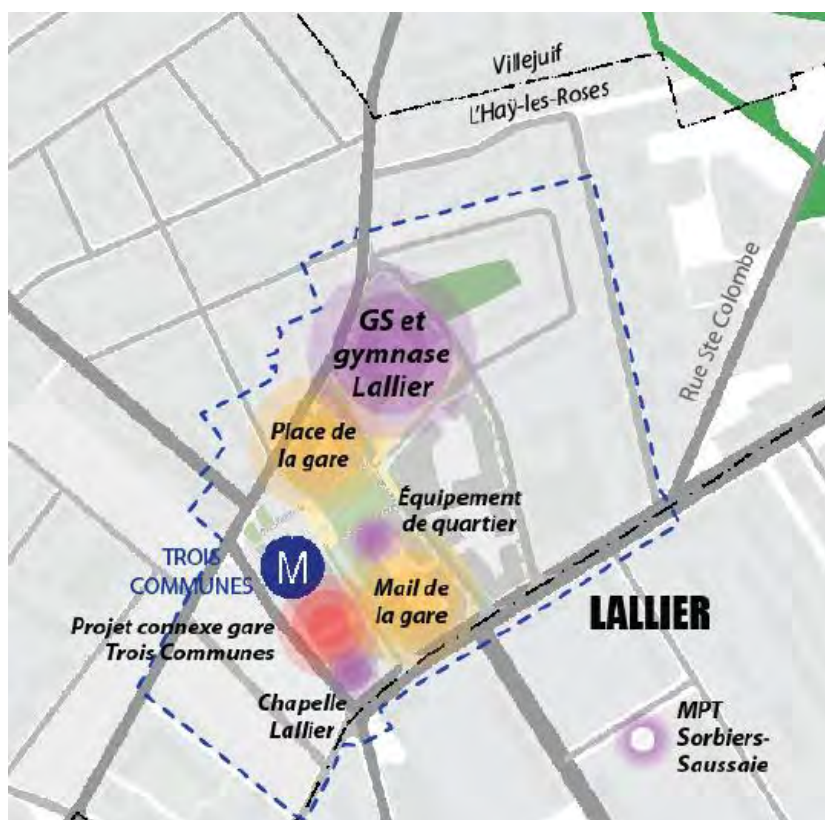 Villejuif
L'Haÿ-les-Roses
Rue Ste Colombe
GS et
gymnase
Lallier
Place de
la gare
Équipement
de quartier
TROIS
COMMUNES
M
Mail de
la gare
LALLIER
Projet connexe gare
Trois Communes
Chapelle
Lallier
MPT
Sorbiers-
Saussaie